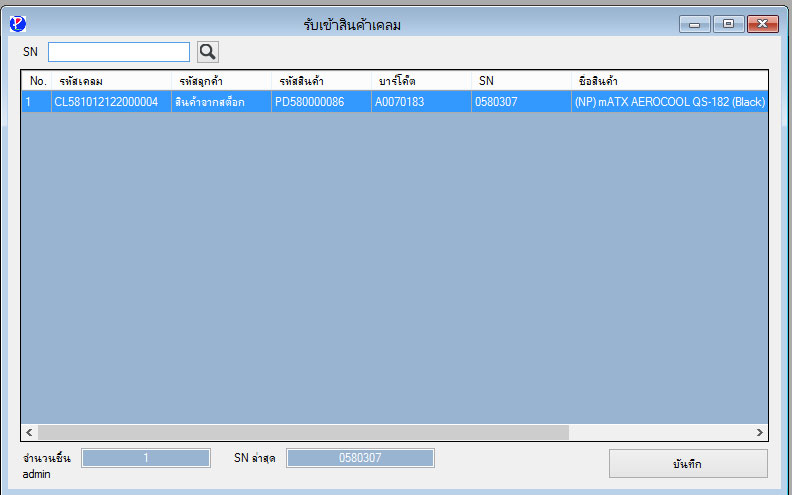 รับเข้าสินค้าเคลม
SN
No. รหัสเคลม รหัสลูกค้า รหัสสินค้า บาร์โค๊ต SN ชื่อสินค้า
1 CL581012122000004 สินค้าจากสต็อก PD580000086 A0070183 0580307 (NP) mATX AEROCOOL QS-182 (Black)
จำนวนชิ้น 1 SN ล่าสุด 0580307 บันทึก
admin